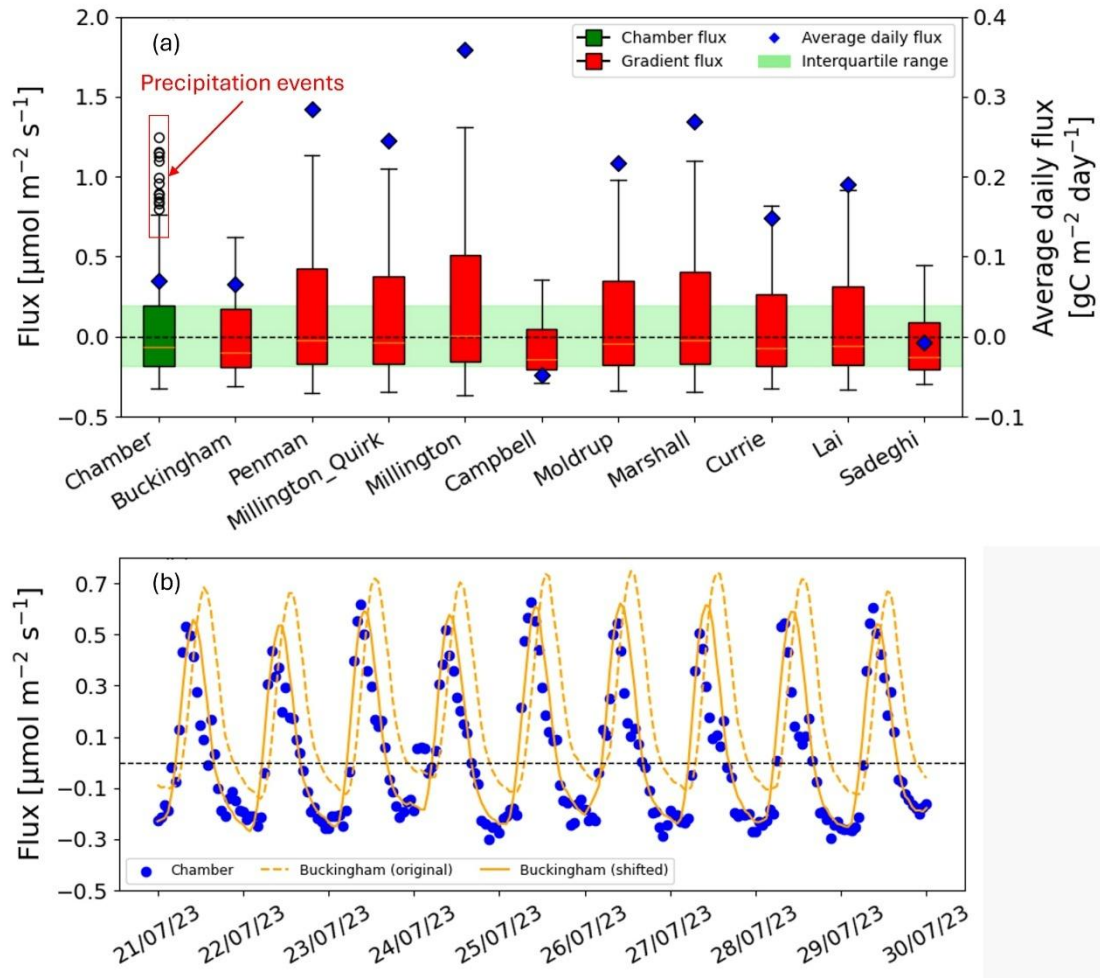 (a)
Precipitation events
Chamber flux
Gradient flux
Average daily flux
Interquartile range
2.0
1.5
1.0
0.5
0.0
−0.5
Flux [µmol m⁻² s⁻¹]
0.4
0.3
0.2
0.1
0.0
−0.1
Average daily flux
[gC m⁻² day⁻¹]
Chamber
Buckingham
Penman
Millington_Quirk
Millington
Campbell
Moldrup
Marshall
Currie
Lai
Sadeghi
(b)
0.7
0.5
0.3
0.1
−0.1
−0.3
−0.5
Flux [µmol m⁻² s⁻¹]
Chamber
Buckingham (original)
Buckingham (shifted)
21/07/23
22/07/23
23/07/23
24/07/23
25/07/23
26/07/23
27/07/23
28/07/23
29/07/23
30/07/23